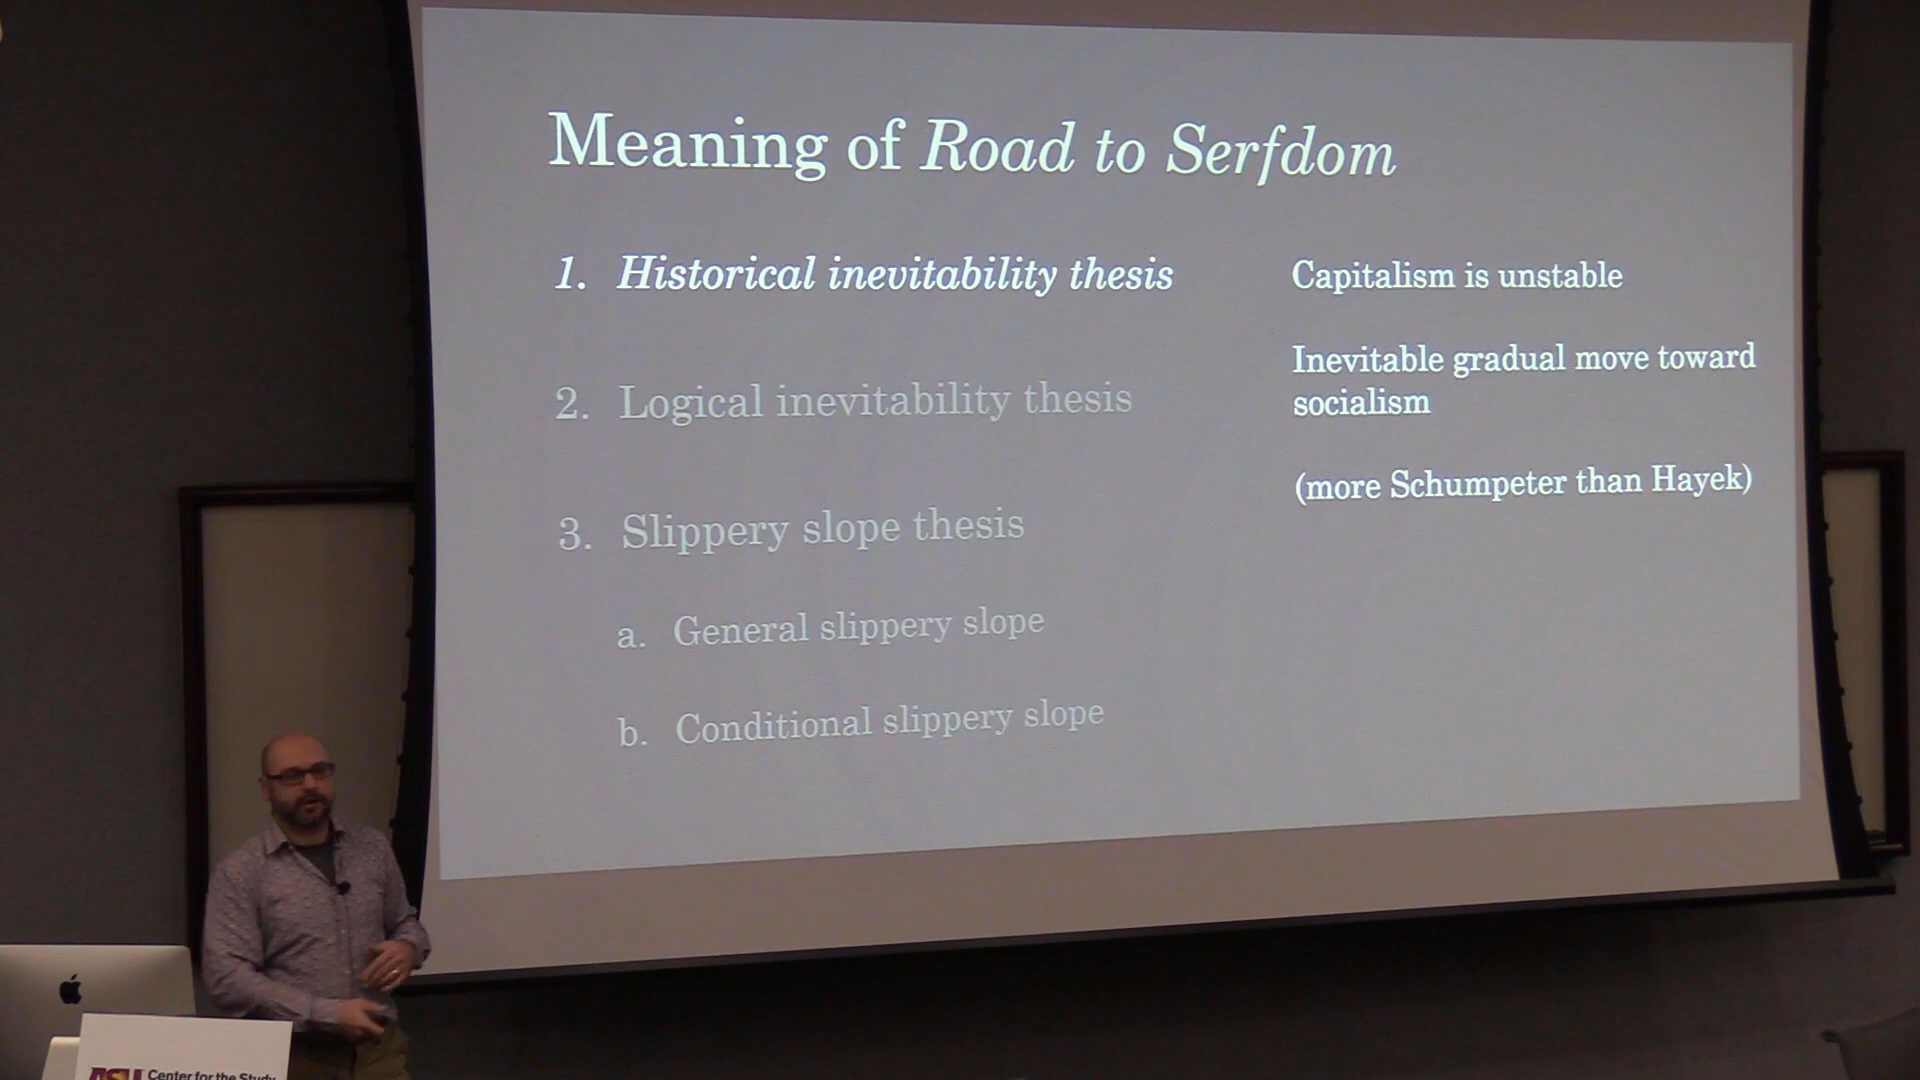 Meaning of Road to Serfdom
1. Historical inevitability thesis
2. Logical inevitability thesis
3. Slippery slope thesis
a. General slippery slope
b. Conditional slippery slope
Capitalism is unstable
Inevitable gradual move toward
socialism
(more Schumpeter than Hayek)
ASU Center for the Study